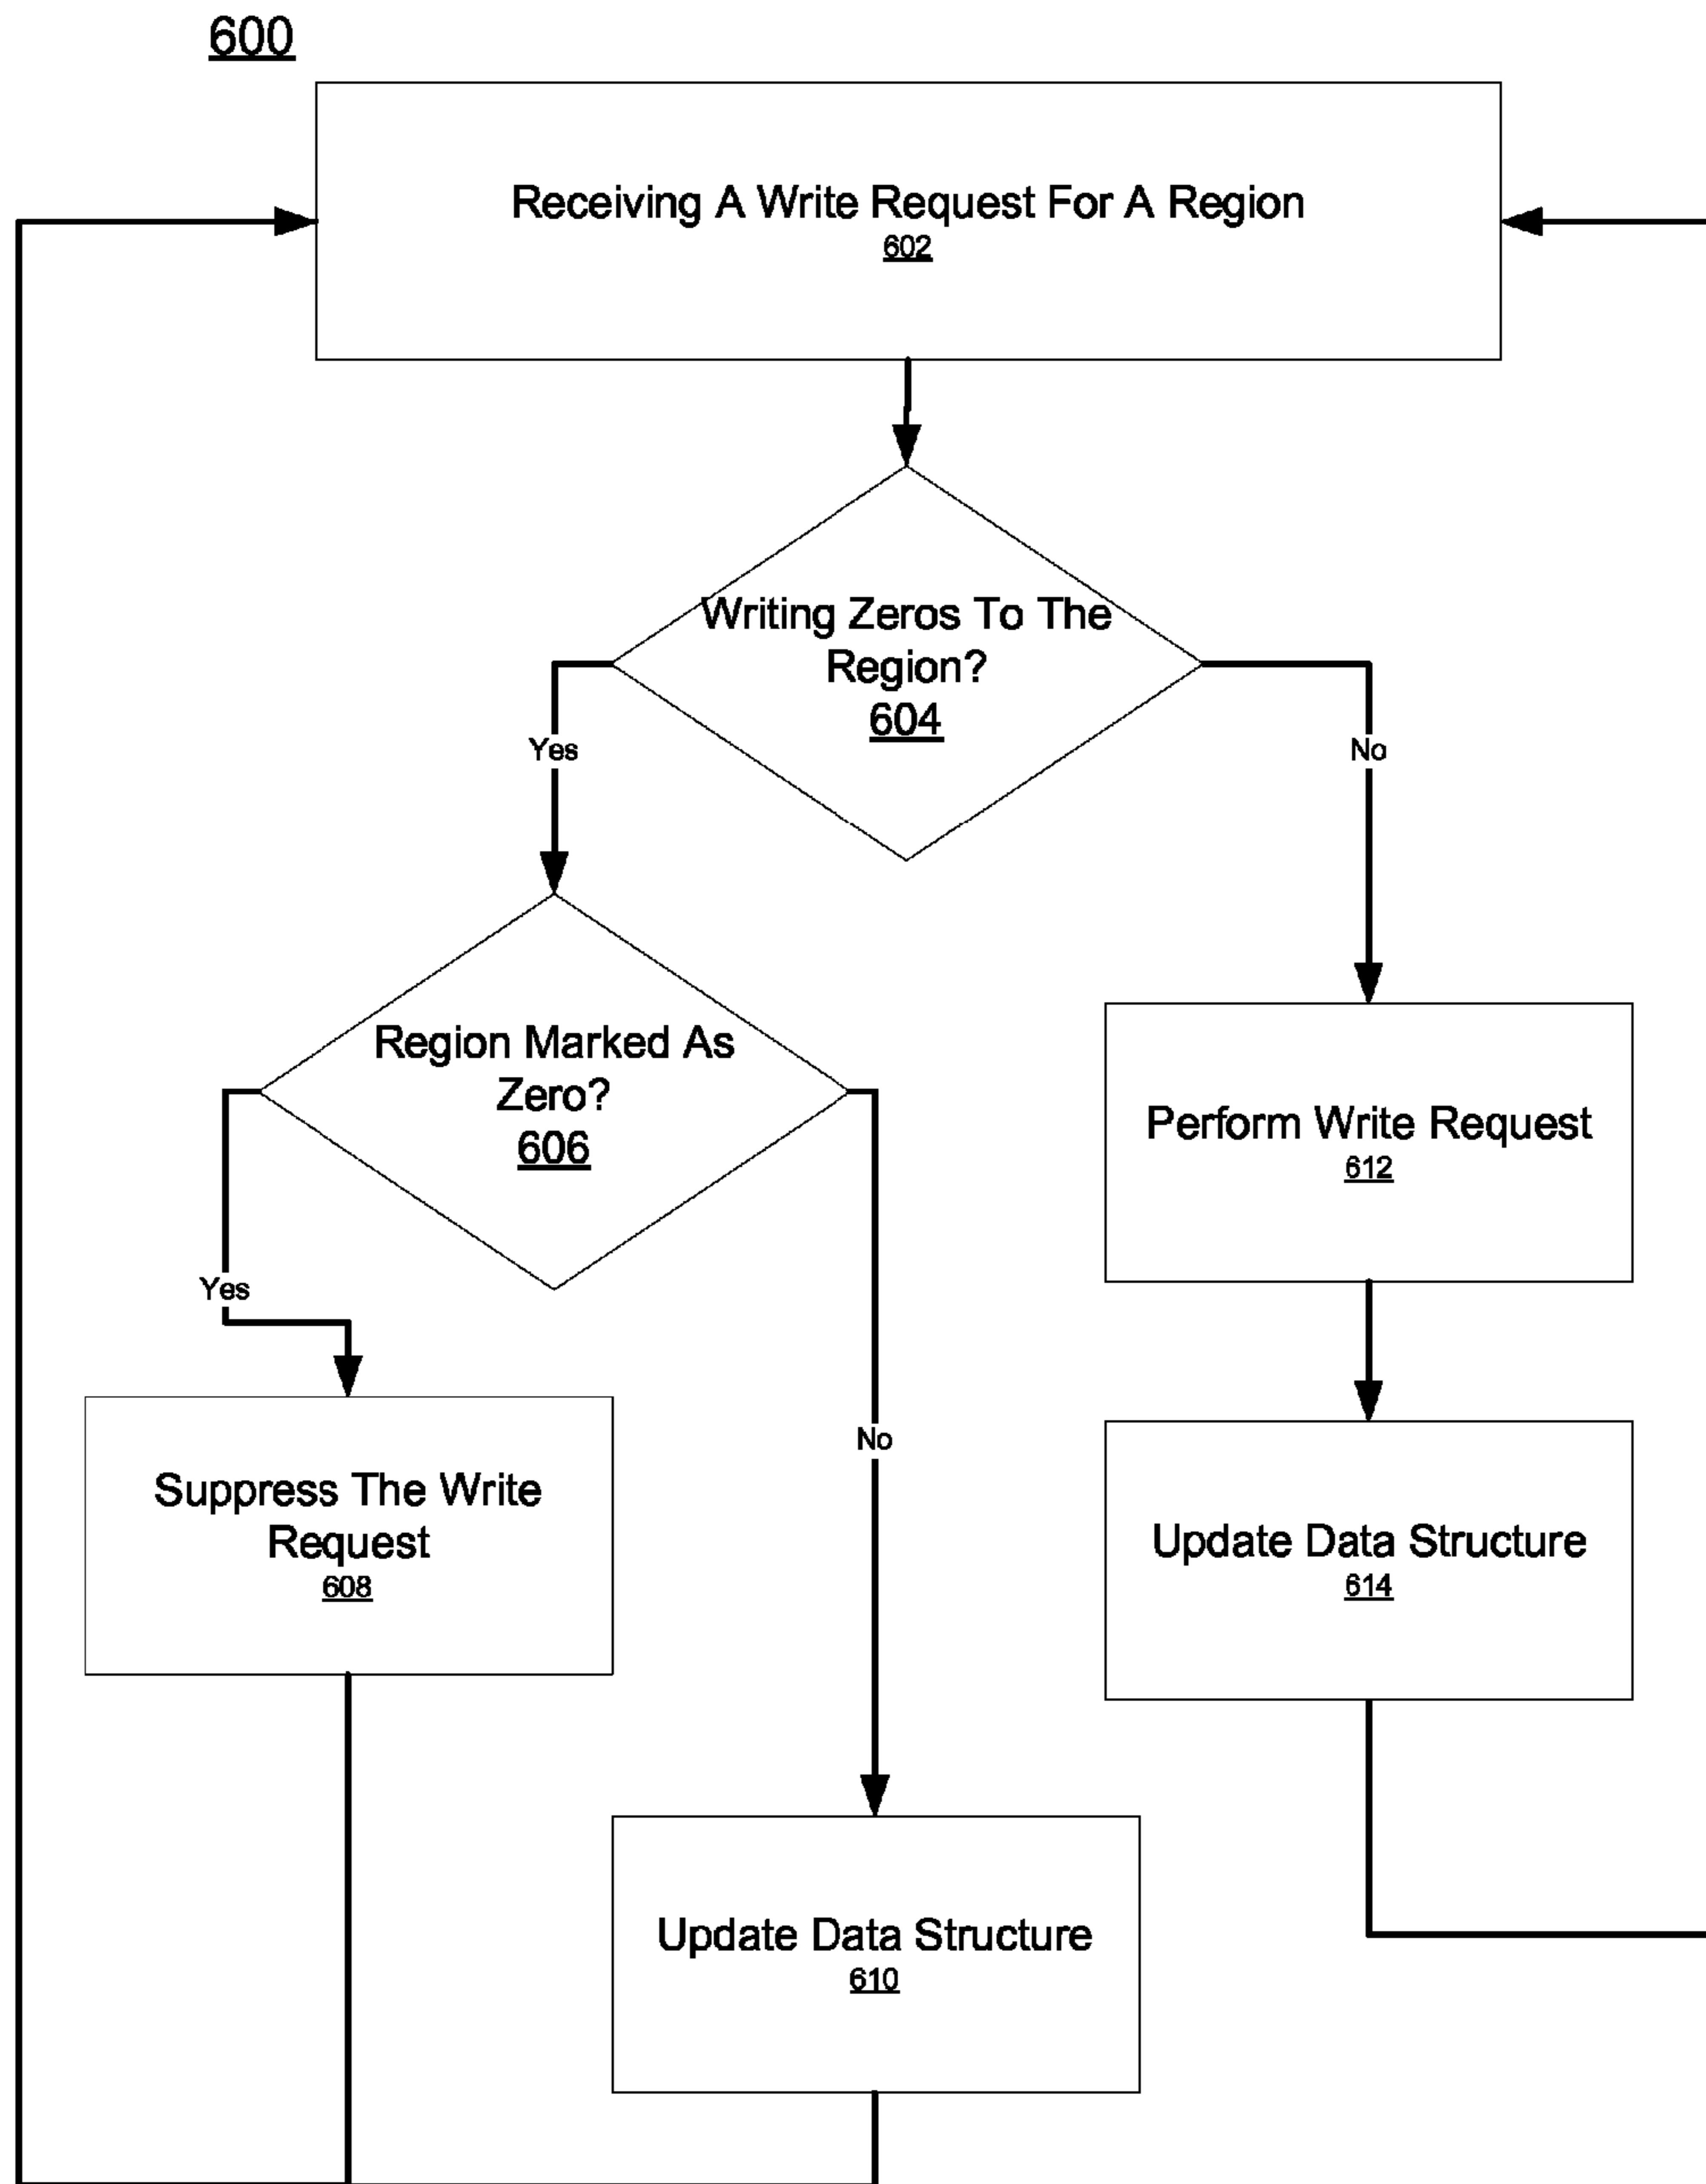 600
Receiving A Write Request For A Region
602
Writing Zeros To The
Region?
604
Yes
No
Region Marked As
Zero?
606
Perform Write Request
612
Yes
No
Suppress The Write
Request
608
Update Data Structure
614
Update Data Structure
610